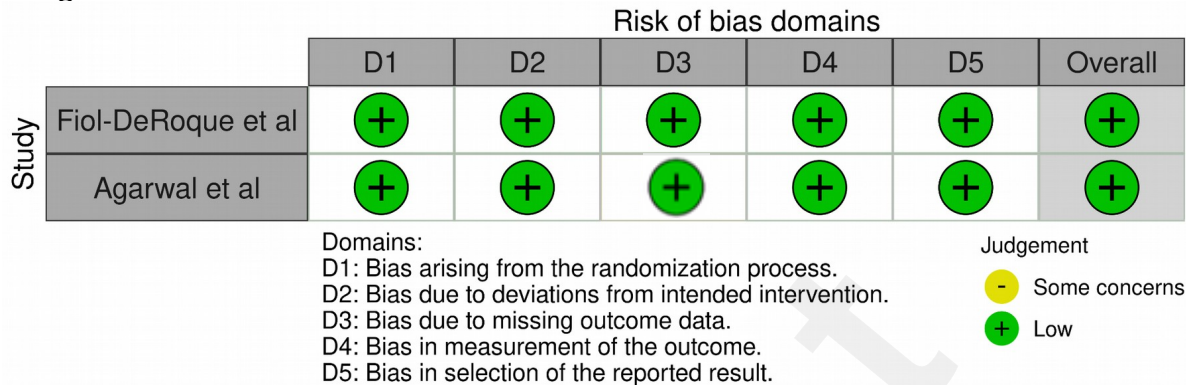 Risk of bias domains
D1 D2 D3 D4 D5 Overall
Study
Fiol-DeRoque et al + + + + + +
Agarwal et al + + + + + +
Domains:
D1: Bias arising from the randomization process.
D2: Bias due to deviations from intended intervention.
D3: Bias due to missing outcome data.
D4: Bias in measurement of the outcome.
D5: Bias in selection of the reported result.
Judgement
- Some concerns
+ Low